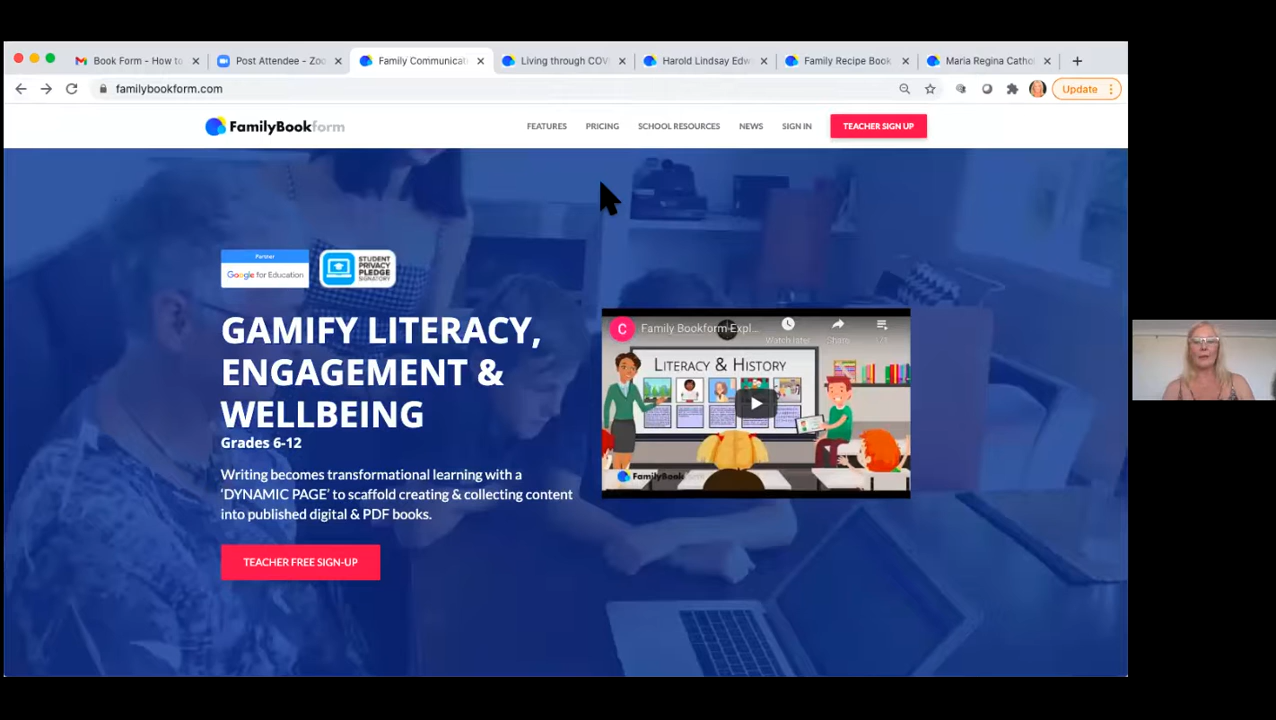 Book Form - How to
Post Attendee - Zoo
Family Communicati
Living through COV
Harold Lindsay Edw
Family Recipe Book
Maria Regina Catho
familybookform.com
Update
FamilyBookform
FEATURES
PRICING
SCHOOL RESOURCES
NEWS
SIGN IN
TEACHER SIGN UP
Partner
Google for Education
STUDENT
PRIVACY
PLEDGE
SIGNATORY
GAMIFY LITERACY,
ENGAGEMENT &
WELLBEING
Grades 6-12
Writing becomes transformational learning with a
'DYNAMIC PAGE' to scaffold creating & collecting content
into published digital & PDF books.
TEACHER FREE SIGN-UP
C
Family Bookform Expl...
Watch later
Share
LITERACY & HISTORY
FamilyBook